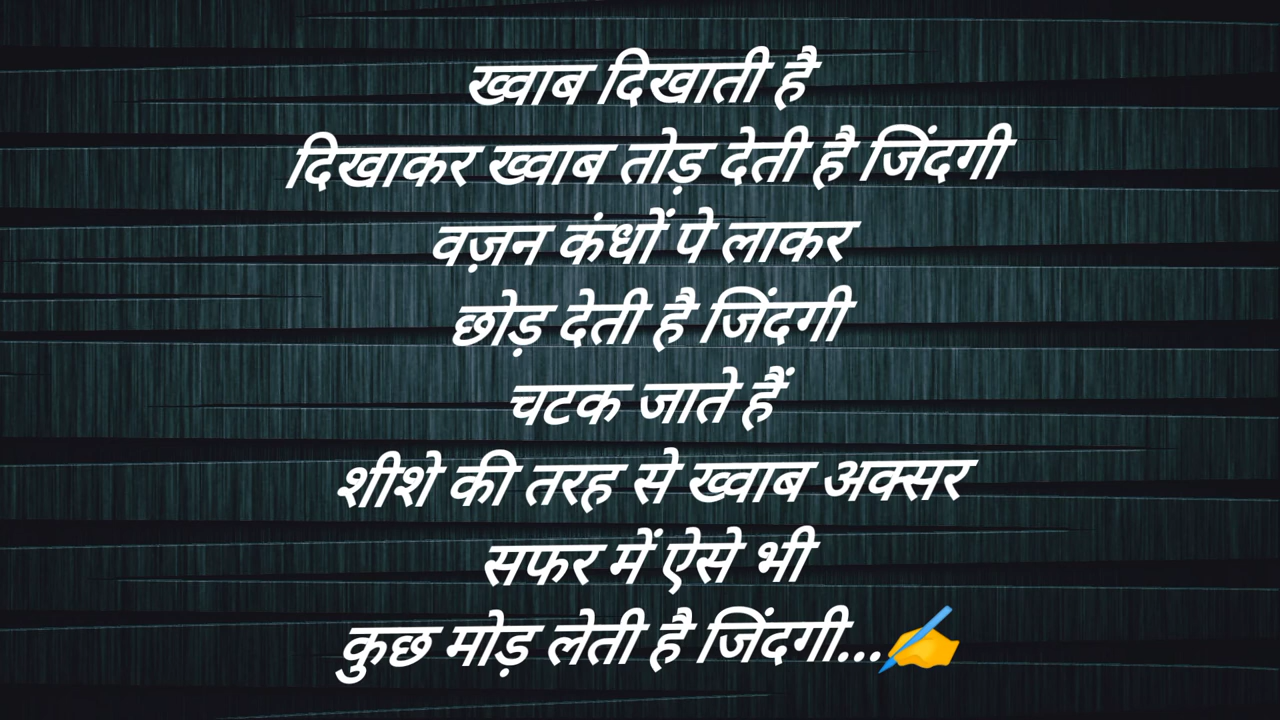 ख्वाब दिखाती है
दिखाकर ख्वाब तोड़ देती है जिंदगी
वज़न कंधों पे लाकर
छोड़ देती है जिंदगी
चटक जाते हैं
शीशे की तरह से ख्वाब अक्सर
सफर में ऐसे भी
कुछ मोड़ लेती है जिंदगी...✍️